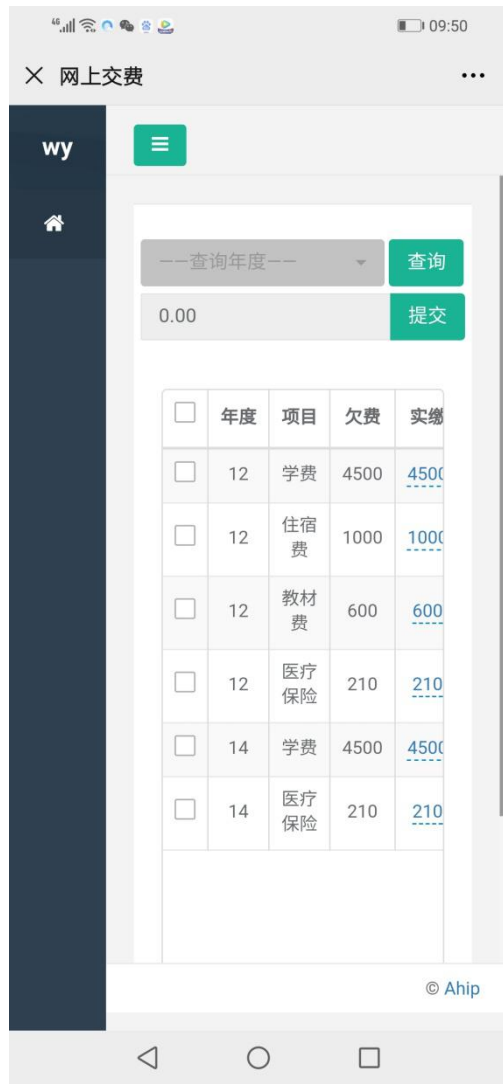 46 09:50
网上交费
wy
——查询年度—— 查询
0.00 提交
年度 项目 欠费 实缴
12 学费 4500 4500
12 住宿费 1000 1000
12 教材费 600 600
12 医疗保险 210 210
14 学费 4500 4500
14 医疗保险 210 210
© Ahip